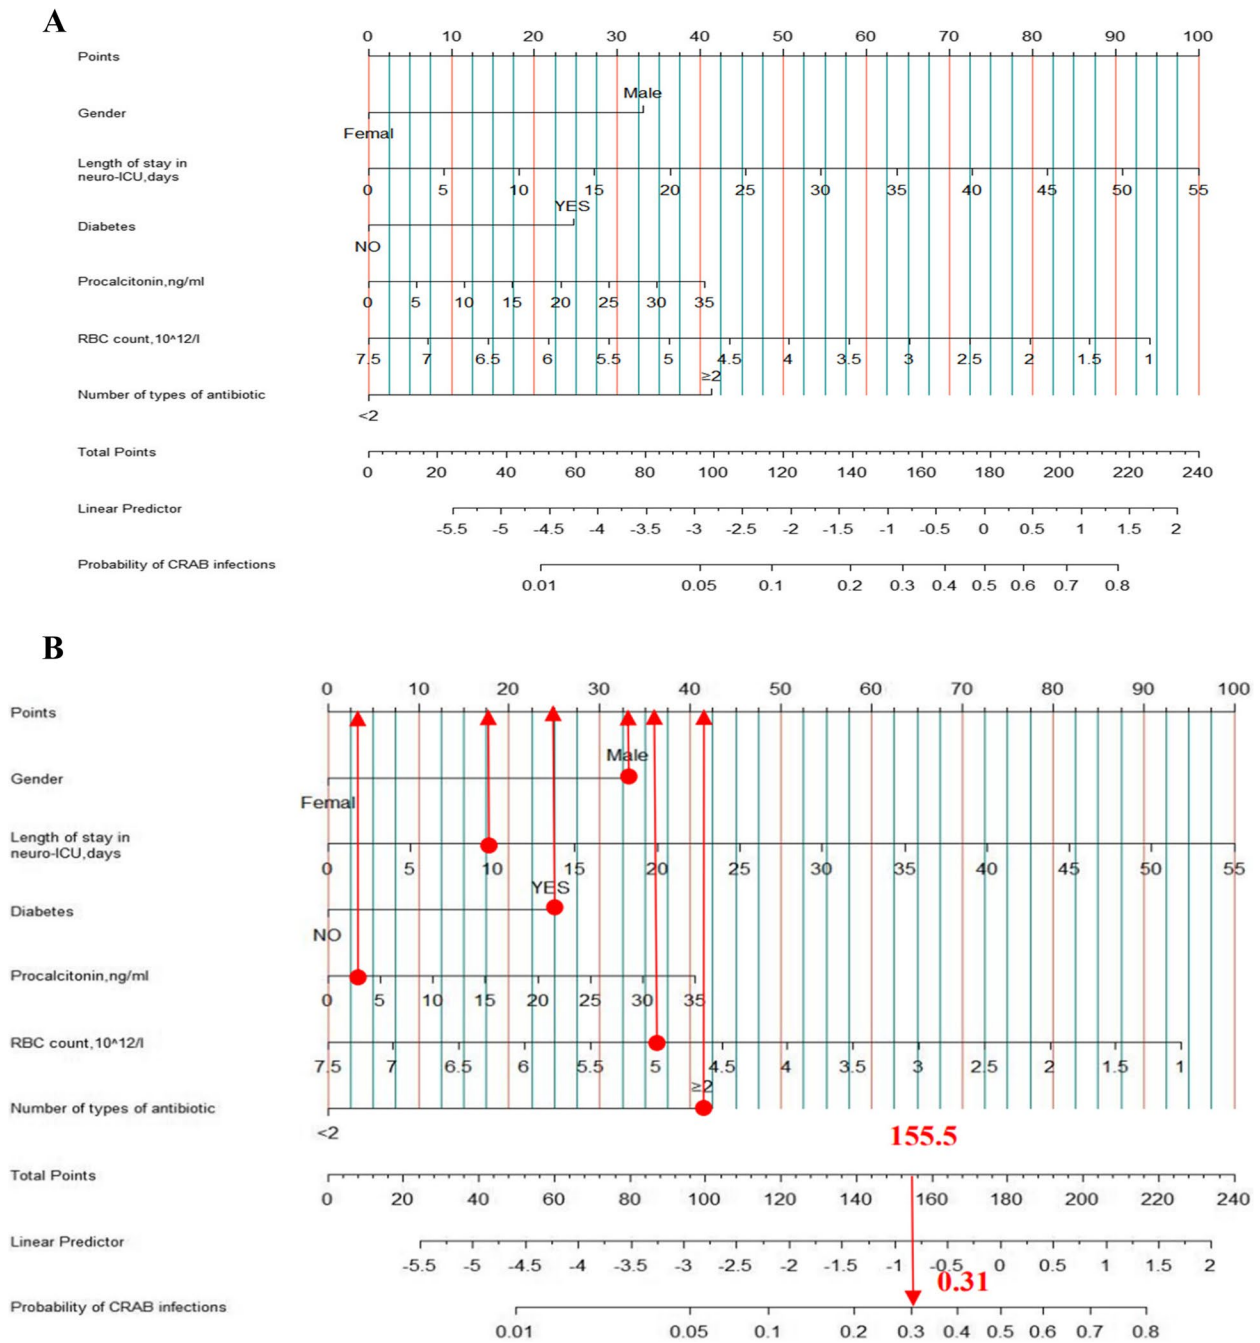 A
0 10 20 30 40 50 60 70 80 90 100
Points
Male
Gender
Femal
Length of stay in
neuro-ICU,days
0 5 10 15 20 25 30 35 40 45 50 55
YES
Diabetes
NO
Procalcitonin,ng/ml
0 5 10 15 20 25 30 35
RBC count,10^12/l
7.5 7 6.5 6 5.5 5 4.5 4 3.5 3 2.5 2 1.5 1
≥2
Number of types of antibiotic
<2
Total Points
0 20 40 60 80 100 120 140 160 180 200 220 240
Linear Predictor
-5.5 -5 -4.5 -4 -3.5 -3 -2.5 -2 -1.5 -1 -0.5 0 0.5 1 1.5 2
Probability of CRAB infections
0.01 0.05 0.1 0.2 0.3 0.4 0.5 0.6 0.7 0.8
B
0 10 20 30 40 50 60 70 80 90 100
Points
Male
Gender
Femal
Length of stay in
neuro-ICU,days
0 5 10 15 20 25 30 35 40 45 50 55
YES
Diabetes
NO
Procalcitonin,ng/ml
0 5 10 15 20 25 30 35
RBC count,10^12/l
7.5 7 6.5 6 5.5 5 4.5 4 3.5 3 2.5 2 1.5 1
≥2
Number of types of antibiotic
<2
155.5
Total Points
0 20 40 60 80 100 120 140 160 180 200 220 240
Linear Predictor
-5.5 -5 -4.5 -4 -3.5 -3 -2.5 -2 -1.5 -1 -0.5 0 0.5 1 1.5 2
0.31
Probability of CRAB infections
0.01 0.05 0.1 0.2 0.3 0.4 0.5 0.6 0.7 0.8